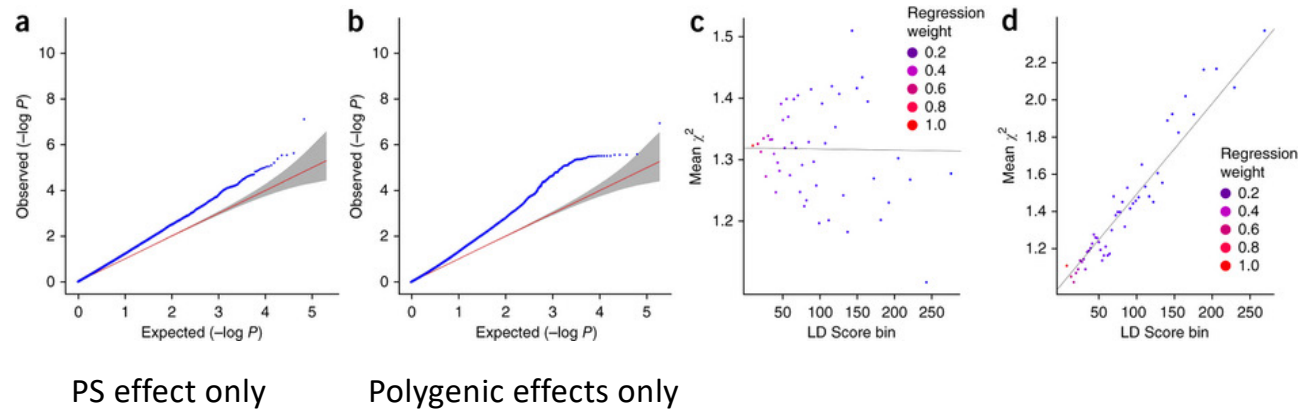 a
10
8
6
4
2
0
Observed (–log P)
0 1 2 3 4 5
Expected (–log P)
b
10
8
6
4
2
0
Observed (–log P)
0 1 2 3 4 5
Expected (–log P)
c
1.5
1.4
1.3
1.2
Mean χ²
50 100 150 200 250
LD Score bin
Regression
weight
0.2
0.4
0.6
0.8
1.0
d
2.2
2.0
1.8
1.6
1.4
1.2
Mean χ²
50 100 150 200 250
LD Score bin
Regression
weight
0.2
0.4
0.6
0.8
1.0
PS effect only
Polygenic effects only